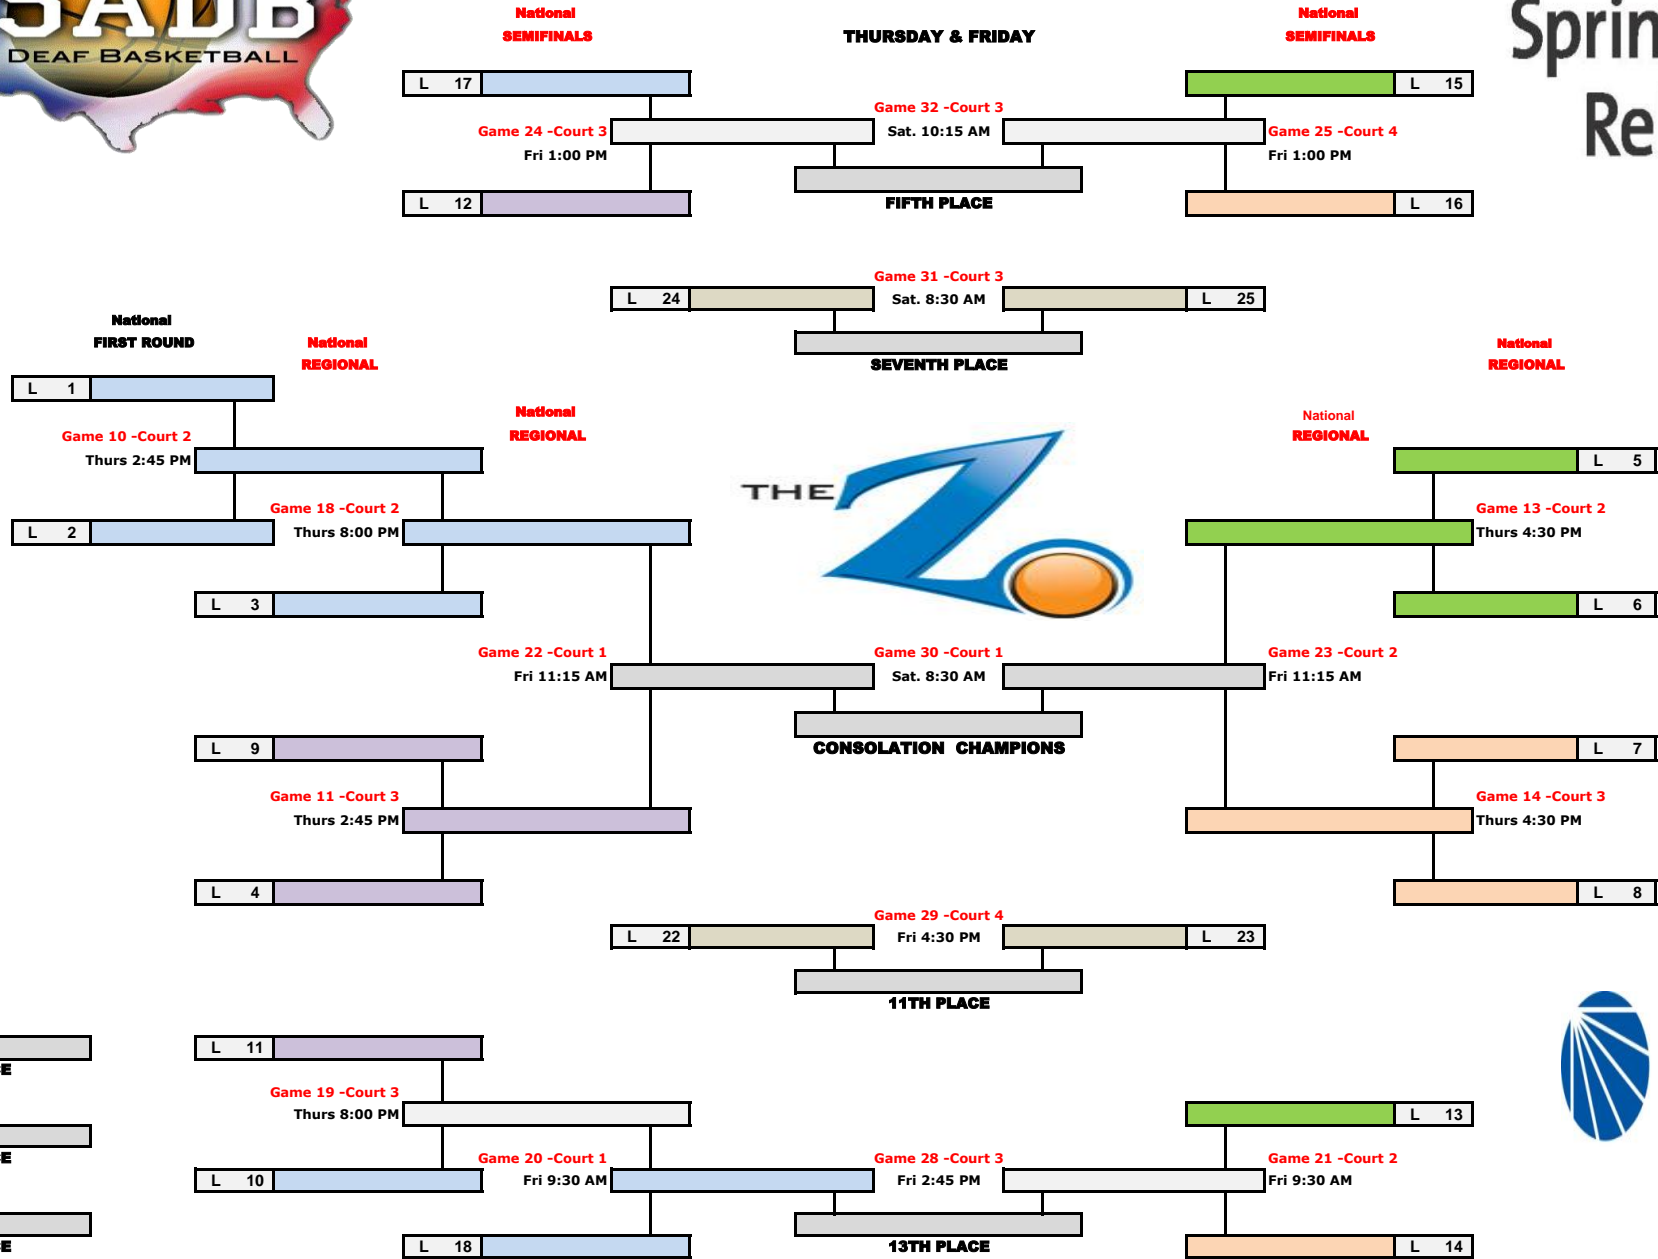 SADB
DEAF BASKETBALL
National
SEMIFINALS
THURSDAY & FRIDAY
National
SEMIFINALS
L 17
L 15
Game 32 -Court 3
Game 24 -Court 3
Sat. 10:15 AM
Game 25 -Court 4
Fri 1:00 PM
Fri 1:00 PM
L 12
FIFTH PLACE
L 16
Game 31 -Court 3
L 24
Sat. 8:30 AM
L 25
National
FIRST ROUND
National
REGIONAL
SEVENTH PLACE
National
REGIONAL
L 1
National
REGIONAL
National
REGIONAL
Game 10 -Court 2
Thurs 2:45 PM
L 5
THE Z
Game 18 -Court 2
Game 13 -Court 2
L 2
Thurs 8:00 PM
Thurs 4:30 PM
L 3
L 6
Game 22 -Court 1
Game 30 -Court 1
Game 23 -Court 2
Fri 11:15 AM
Sat. 8:30 AM
Fri 11:15 AM
L 9
CONSOLATION CHAMPIONS
L 7
Game 11 -Court 3
Game 14 -Court 3
Thurs 2:45 PM
Thurs 4:30 PM
L 4
L 8
Game 29 -Court 4
L 22
Fri 4:30 PM
L 23
11TH PLACE
L 11
Game 19 -Court 3
Thurs 8:00 PM
L 13
Game 20 -Court 1
Game 28 -Court 3
Game 21 -Court 2
L 10
Fri 9:30 AM
Fri 2:45 PM
Fri 9:30 AM
L 18
13TH PLACE
L 14